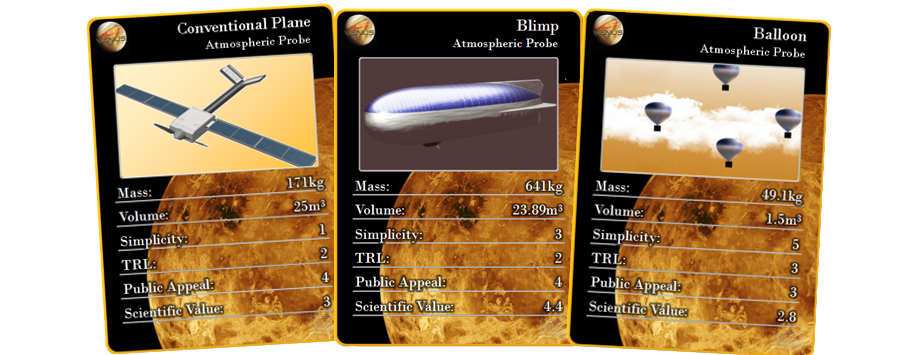 Conventional Plane
Atmospheric Probe
Mass: 171kg
Volume: 25m³
Simplicity: 1
TRL: 2
Public Appeal: 4
Scientific Value: 3
Blimp
Atmospheric Probe
Mass: 641kg
Volume: 23.89m³
Simplicity: 3
TRL: 2
Public Appeal: 4
Scientific Value: 4.4
Balloon
Atmospheric Probe
Mass: 49.1kg
Volume: 1.5m³
Simplicity: 5
TRL: 3
Public Appeal: 3
Scientific Value: 2.8